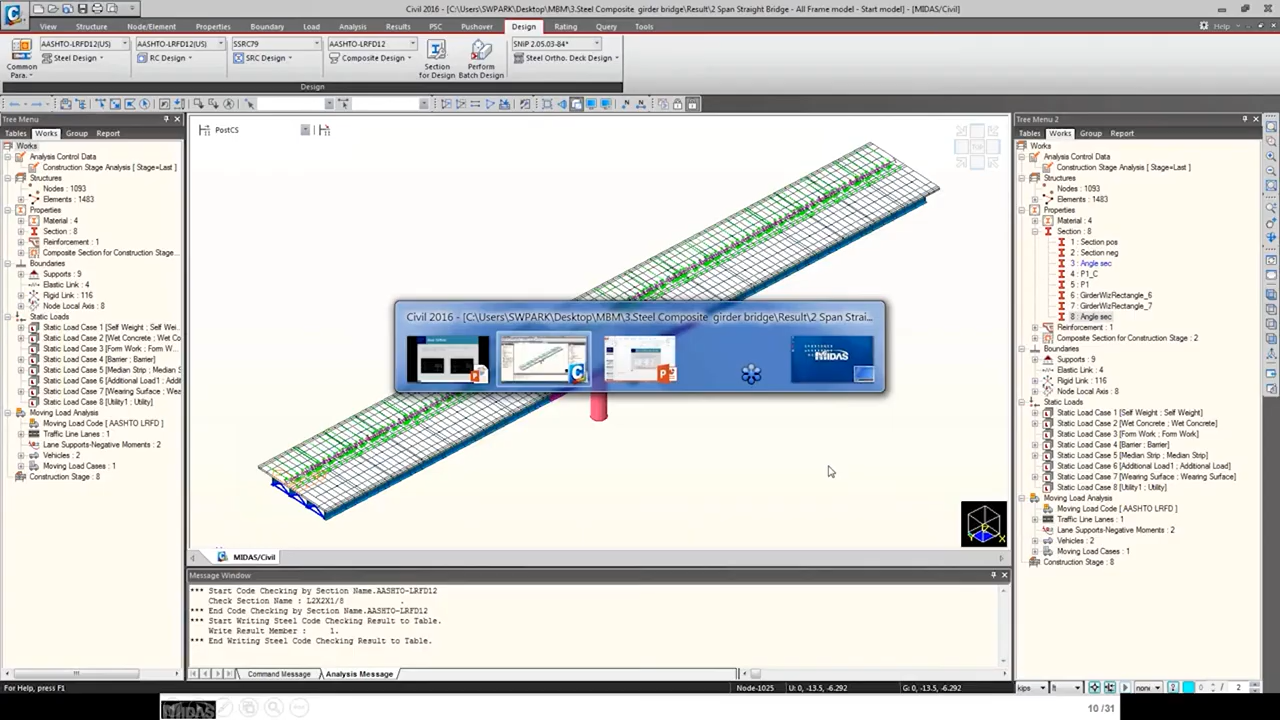 Civil 2016 - [C:\Users\SWPARK\Desktop\MBM\3.Steel Composite girder bridge\Result\2 Span Straight Bridge - All Frame model - Start model] - [MIDAS/Civil]
View Structure Node/Element Properties Boundary Load Analysis Results PSC Pushover Design Rating Query Tools Help
Common Para.
AASHTO-LRFD12(US) AASHTO-LRFD12(US) SSRC79 AASHTO-LRFD12 SNiP 2.05.03-84*
Steel Design RC Design SRC Design Composite Design Section for Design Perform Batch Design Steel Ortho. Deck Design
Design
Tree Menu
Tables Works Group Report
Works
Analysis Control Data
Construction Stage Analysis [ Stage=Last ]
Structures
Nodes : 1093
Elements : 1483
Properties
Material : 4
Section : 8
Reinforcement : 1
Composite Section for Construction Stage...
Boundaries
Supports : 9
Elastic Link : 4
Rigid Link : 116
Node Local Axis : 8
Static Loads
Static Load Case 1 [Self Weight ; Self Weight]
Static Load Case 2 [Wet Concrete ; Wet Con
Static Load Case 3 [Form Work ; Form Work]
Static Load Case 4 [Barrier ; Barrier]
Static Load Case 5 [Median Strip ; Median Str
Static Load Case 6 [Additional Load1 ; Additi
Static Load Case 7 [Wearing Surface ; Wearin
Static Load Case 8 [Utility1 ; Utility]
Moving Load Analysis
Moving Load Code [ AASHTO LRFD ]
Traffic Line Lanes : 1
Lane Supports-Negative Moments : 2
Vehicles : 2
Moving Load Cases : 1
Construction Stage : 8
PostCS
Civil 2016 - [C:\Users\SWPARK\Desktop\MBM\3.Steel Composite girder bridge\Result\2 Span Strai...
MIDAS
MIDAS/Civil
Message Window
*** Start Code Checking by Section Name.AASHTO-LRFD12
Check Section Name : L2X2X1/8 .
*** End Code Checking by Section Name.AASHTO-LRFD12
*** Start Writing Steel Code Checking Result to Table.
Write Result Member : 1.
*** End Writing Steel Code Checking Result to Table.
Command Message Analysis Message
Tree Menu 2
Tables Works Group Report
Works
Analysis Control Data
Construction Stage Analysis [ Stage=Last ]
Structures
Nodes : 1093
Elements : 1483
Properties
Material : 4
Section : 8
1 : Section pos
2 : Section neg
3 : Angle sec
4 : P1_C
5 : P1
6 : GirderWizRectangle_6
7 : GirderWizRectangle_7
8 : Angle sec
Reinforcement : 1
Composite Section for Construction Stage : 2
Boundaries
Supports : 9
Elastic Link : 4
Rigid Link : 116
Node Local Axis : 8
Static Loads
Static Load Case 1 [Self Weight ; Self Weight]
Static Load Case 2 [Wet Concrete ; Wet Concrete]
Static Load Case 3 [Form Work ; Form Work]
Static Load Case 4 [Barrier ; Barrier]
Static Load Case 5 [Median Strip ; Median Strip]
Static Load Case 6 [Additional Load1 ; Additional Load1]
Static Load Case 7 [Wearing Surface ; Wearing Surface]
Static Load Case 8 [Utility1 ; Utility]
Moving Load Analysis
Moving Load Code [ AASHTO LRFD ]
Traffic Line Lanes : 1
Lane Supports-Negative Moments : 2
Vehicles : 2
Moving Load Cases : 1
Construction Stage : 8
For Help, press F1
Node-1025 U: 0, -13.5, -6.292 G: 0, -13.5, -6.292 kips ft none 0 / 2
MIDAS
10 /31